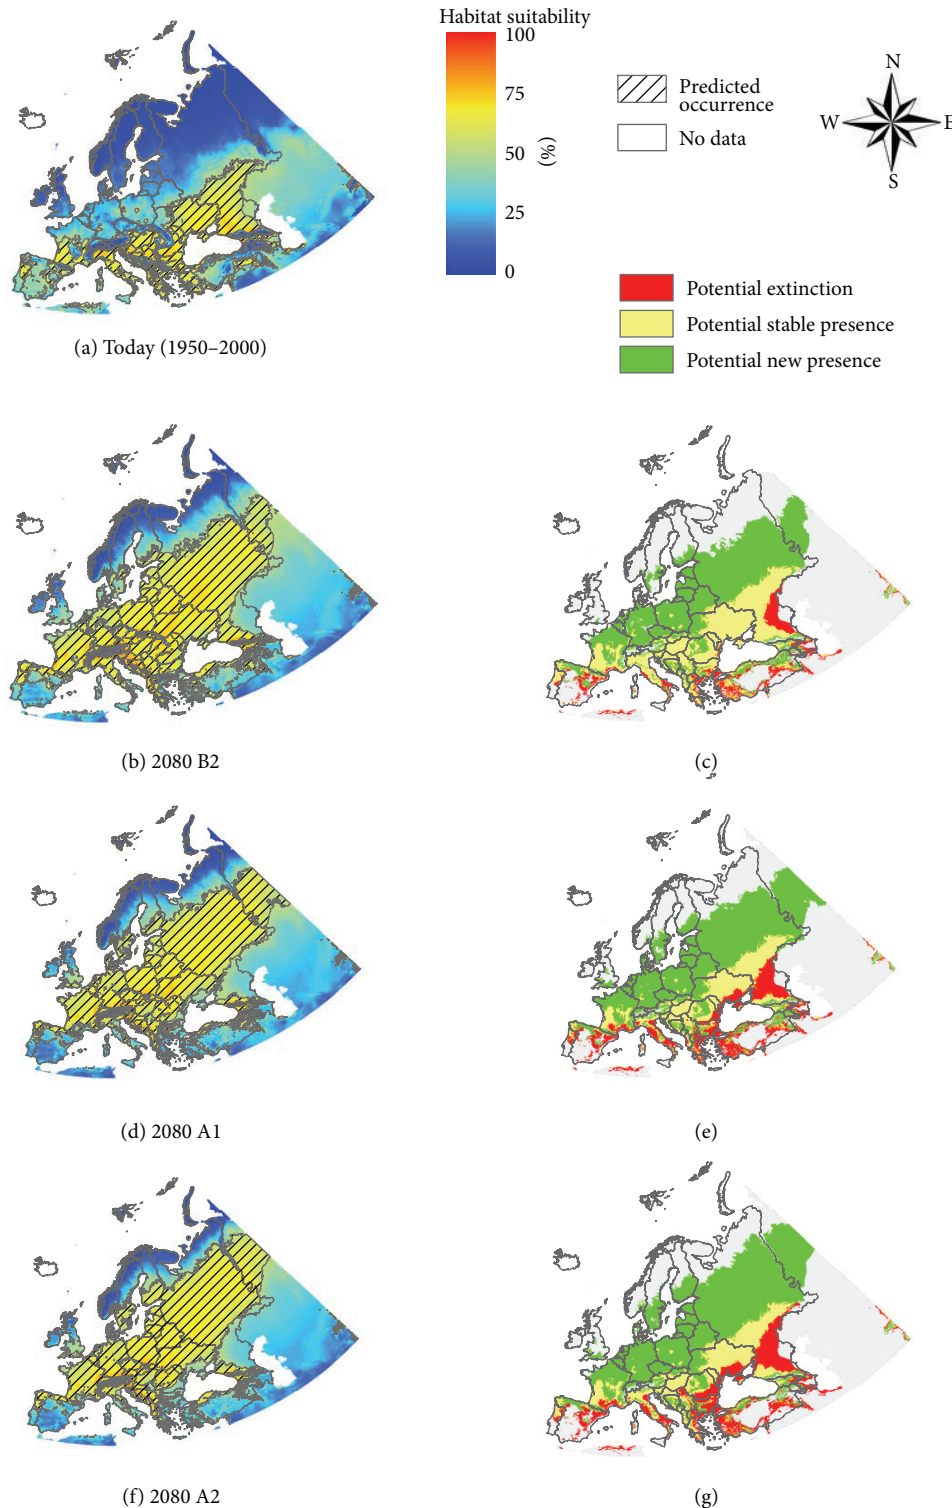 Habitat suitability
100
75
50
25
0
(%)
Predicted
occurrence
No data
N
W
E
S
(a) Today (1950–2000)
Potential extinction
Potential stable presence
Potential new presence
(b) 2080 B2
(c)
(d) 2080 A1
(e)
(f) 2080 A2
(g)